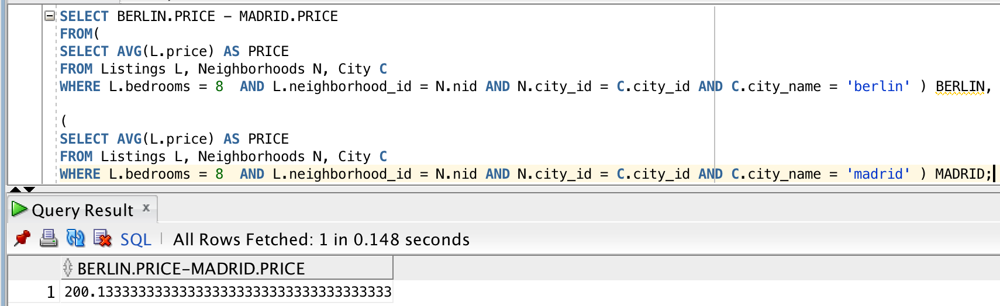 SELECT BERLIN.PRICE - MADRID.PRICE
FROM(
SELECT AVG(L.price) AS PRICE
FROM Listings L, Neighborhoods N, City C
WHERE L.bedrooms = 8  AND L.neighborhood_id = N.nid AND N.city_id = C.city_id AND C.city_name = 'berlin' ) BERLIN,
(
SELECT AVG(L.price) AS PRICE
FROM Listings L, Neighborhoods N, City C
WHERE L.bedrooms = 8  AND L.neighborhood_id = N.nid AND N.city_id = C.city_id AND C.city_name = 'madrid' ) MADRID;
Query Result x
SQL | All Rows Fetched: 1 in 0.148 seconds
BERLIN.PRICE-MADRID.PRICE
1 200.1333333333333333333333333333333333333